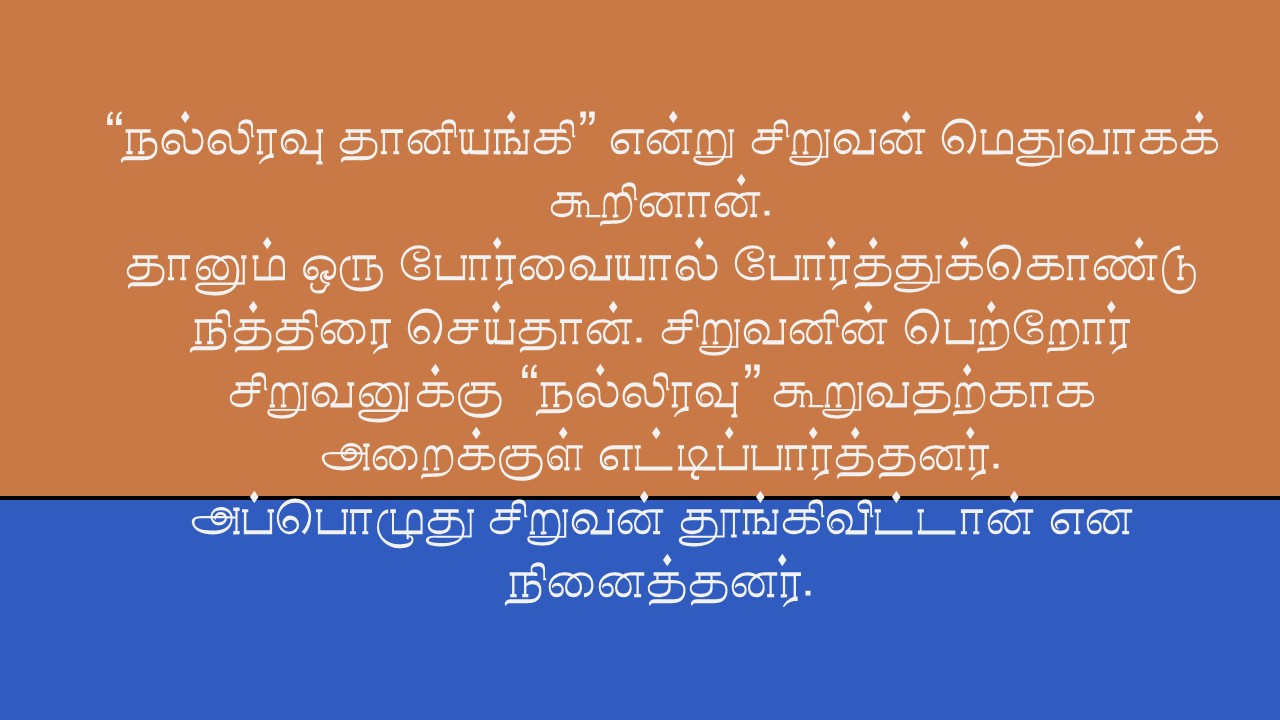 “நல்லிரவு தானியங்கி” என்று சிறுவன் மெதுவாகக்
கூறினான்.
தானும் ஒரு போர்வையால் போர்த்துக்கொண்டு
நித்திரை செய்தான். சிறுவனின் பெற்றோர்
சிறுவனுக்கு “நல்லிரவு” கூறுவதற்காக
அறைக்குள் எட்டிப்பார்த்தனர்.
அப்பொழுது சிறுவன் தூங்கிவிட்டான் என
நினைத்தனர்.